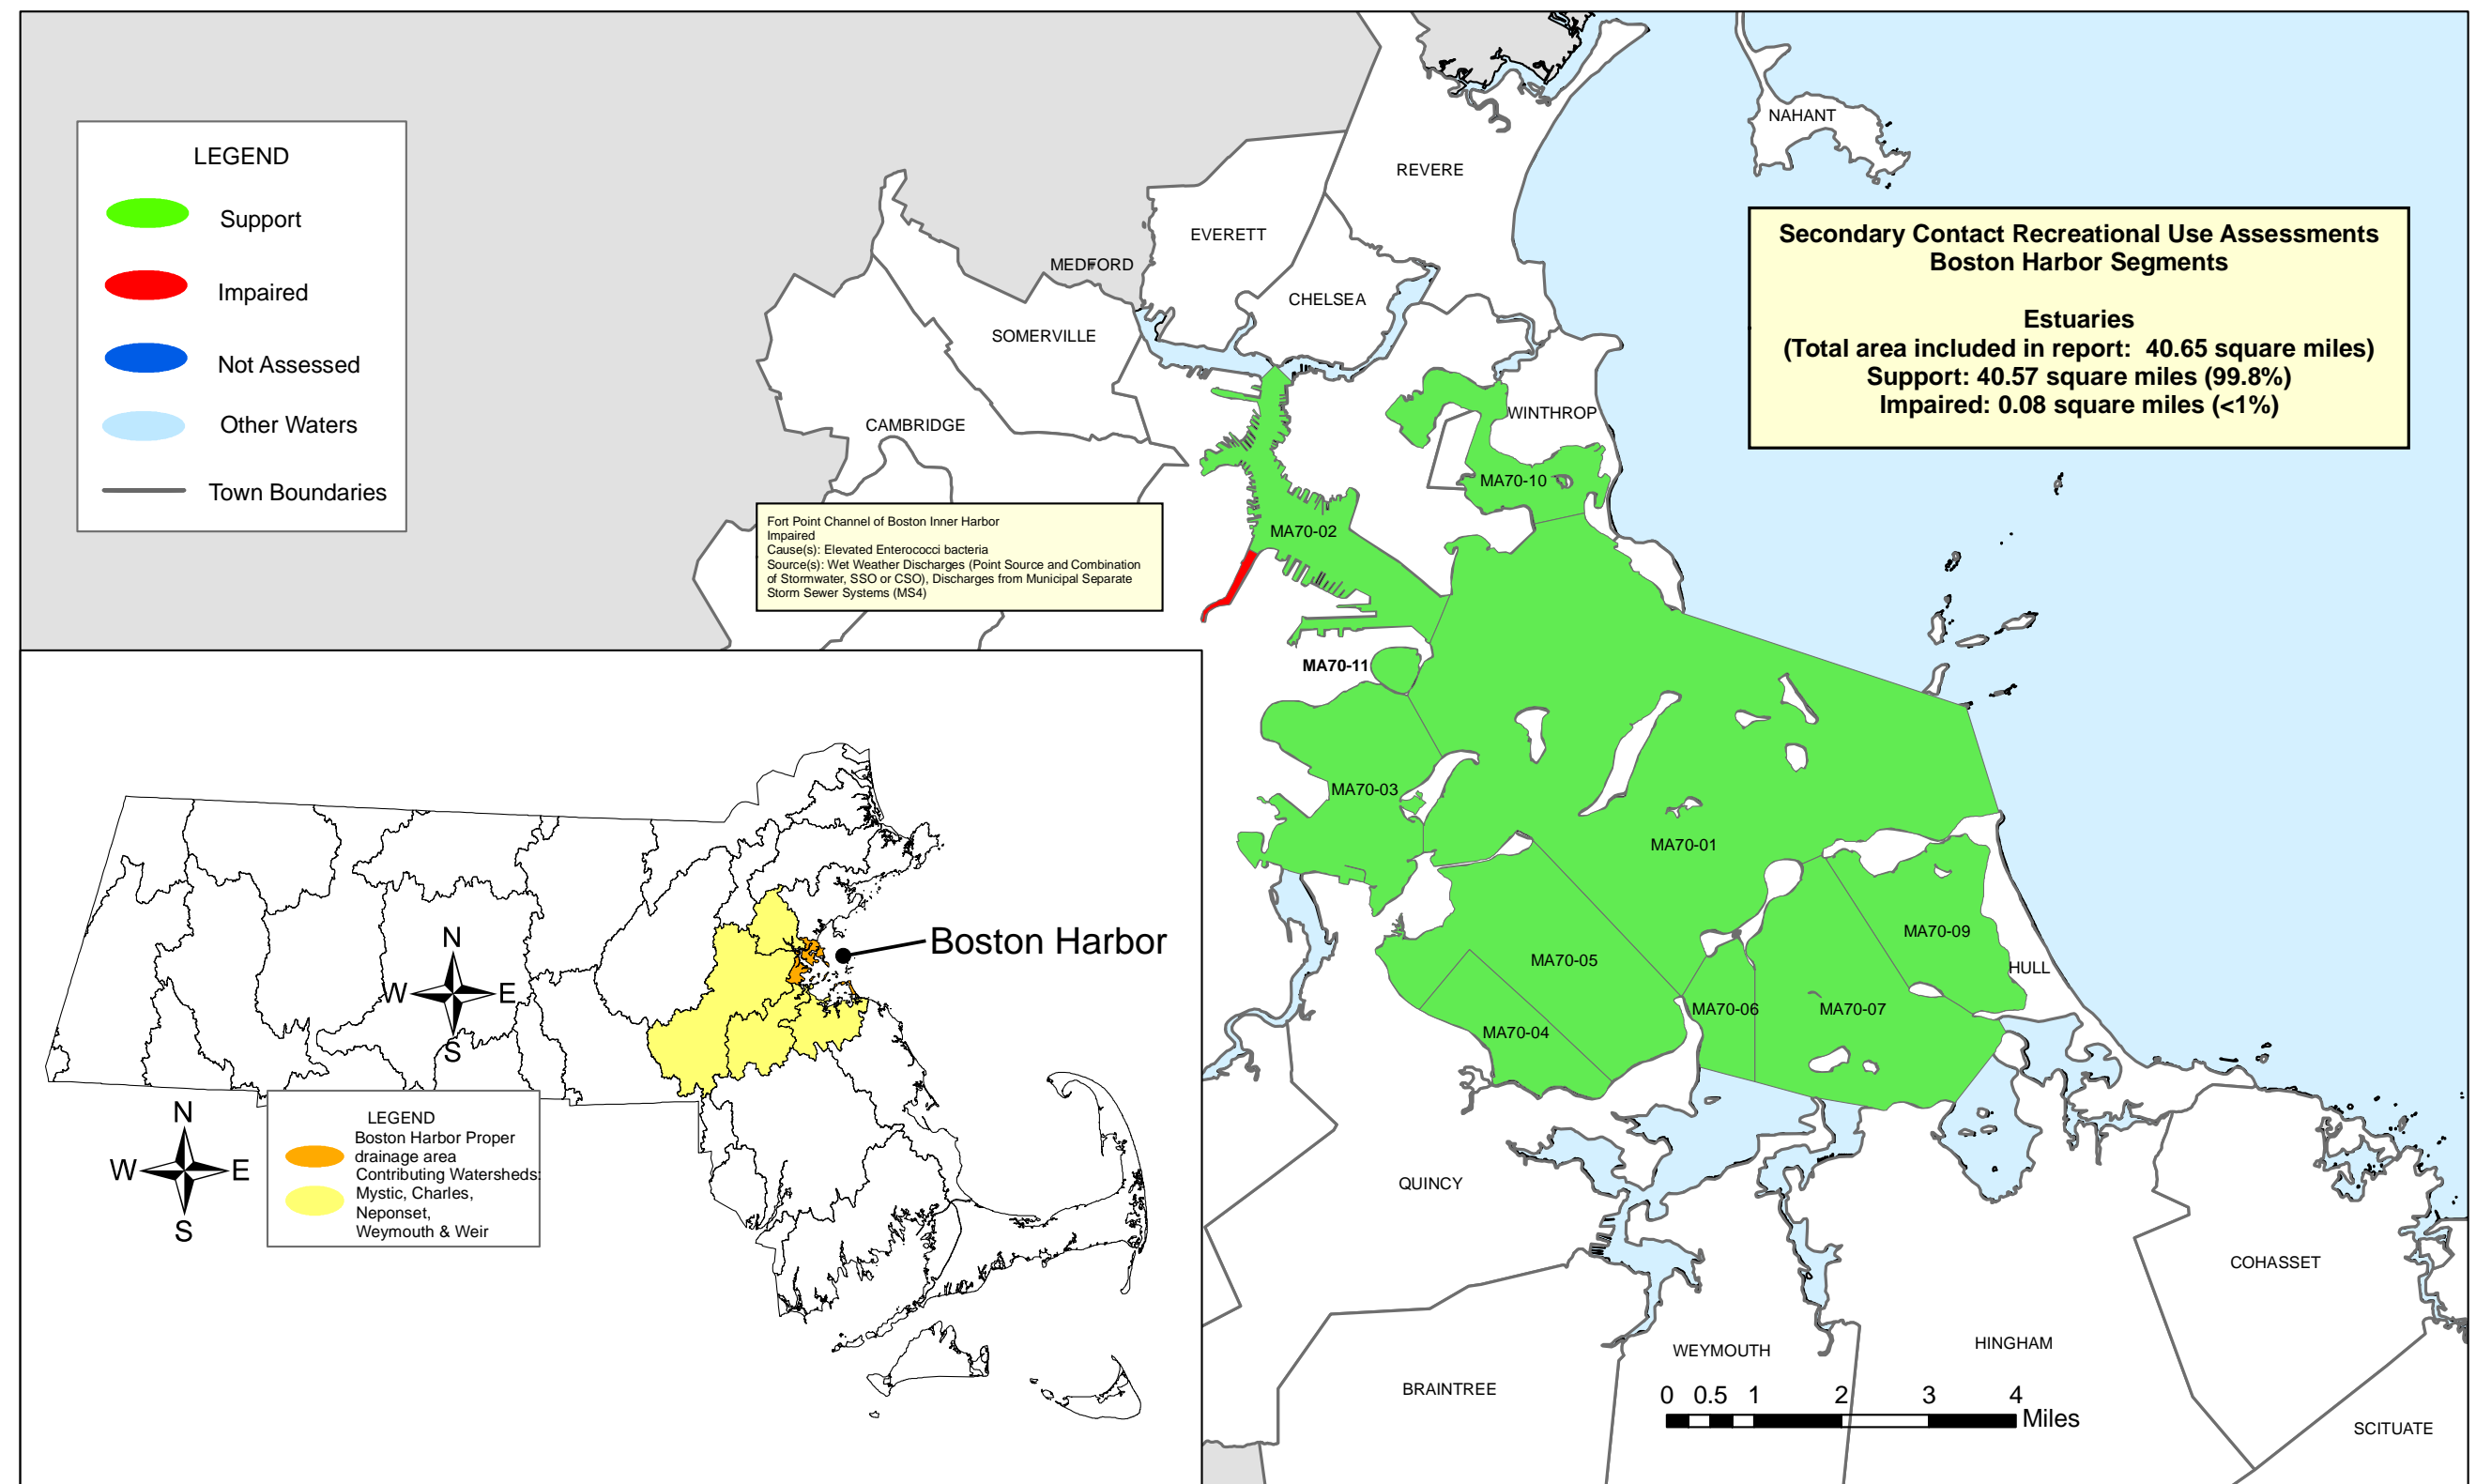 LEGEND
Support
Impaired
Not Assessed
Other Waters
Town Boundaries
NAHANT
REVERE
EVERETT
MEDFORD
CHELSEA
SOMERVILLE
WINTHROP
CAMBRIDGE
Secondary Contact Recreational Use Assessments
Boston Harbor Segments
Estuaries
(Total area included in report: 40.65 square miles)
Support: 40.57 square miles (99.8%)
Impaired: 0.08 square miles (<1%)
Fort Point Channel of Boston Inner Harbor
Impaired
Cause(s): Elevated Enterococci bacteria
Source(s): Wet Weather Discharges (Point Source and Combination
of Stormwater, SSO or CSO), Discharges from Municipal Separate
Storm Sewer Systems (MS4)
MA70-10
MA70-02
MA70-11
MA70-03
MA70-01
MA70-09
MA70-05
HULL
MA70-06
MA70-07
MA70-04
QUINCY
COHASSET
HINGHAM
WEYMOUTH
BRAINTREE
SCITUATE
0 0.5 1 2 3 4
Miles
Boston Harbor
N
W E
S
N
W E
S
LEGEND
Boston Harbor Proper
drainage area
Contributing Watersheds:
Mystic, Charles,
Neponset,
Weymouth & Weir